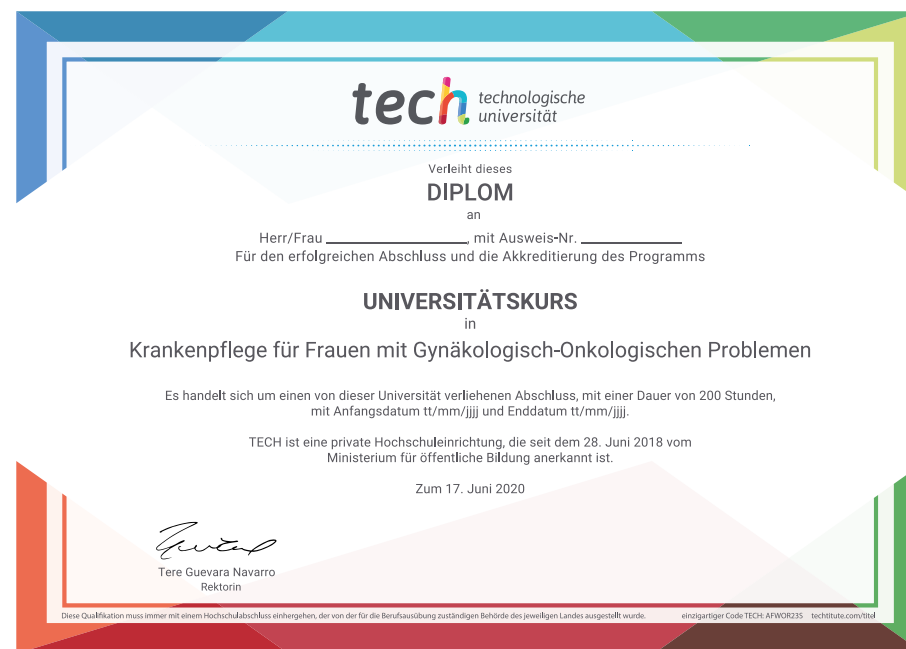 tech technologische
universität
Verleiht dieses
DIPLOM
an
Herr/Frau ____________________, mit Ausweis-Nr. ______________
Für den erfolgreichen Abschluss und die Akkreditierung des Programms
UNIVERSITÄTSKURS
in
Krankenpflege für Frauen mit Gynäkologisch-Onkologischen Problemen
Es handelt sich um einen von dieser Universität verliehenen Abschluss, mit einer Dauer von 200 Stunden,
mit Anfangsdatum tt/mm/jjjj und Enddatum tt/mm/jjjj.
TECH ist eine private Hochschuleinrichtung, die seit dem 28. Juni 2018 vom
Ministerium für öffentliche Bildung anerkannt ist.
Zum 17. Juni 2020
Tere Guevara Navarro
Rektorin
Diese Qualifikation muss immer mit einem Hochschulabschluss einhergehen, der von der für die Berufsausübung zuständigen Behörde des jeweiligen Landes ausgestellt wurde. einzigartiger Code TECH: AFWOR23S techtitute.com/titel